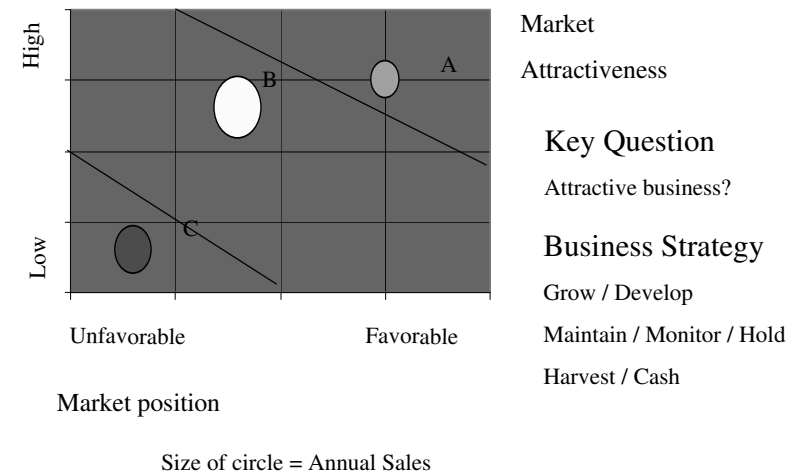 High
Low
B
A
C
Unfavorable
Favorable
Market position
Size of circle = Annual Sales
Market
Attractiveness
Key Question
Attractive business?
Business Strategy
Grow / Develop
Maintain / Monitor / Hold
Harvest / Cash